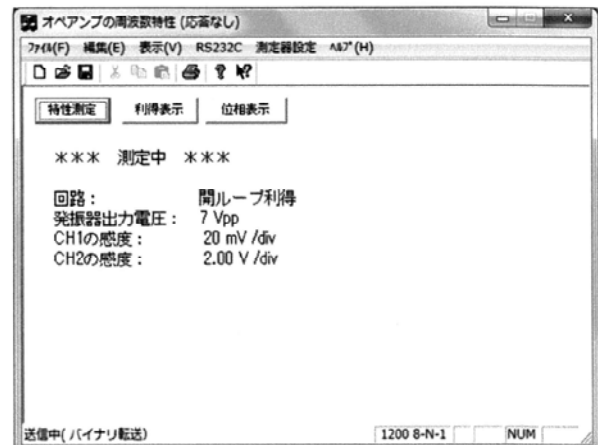 オペアンプの周波数特性 (応答なし)
ファイル(F) 編集(E) 表示(V) RS232C 測定器設定 ヘルプ(H)
特性測定 利得表示 位相表示
＊＊＊ 測定中 ＊＊＊
回路： 開ループ利得
発振器出力電圧： 7 Vpp
CH1の感度： 20 mV /div
CH2の感度： 2.00 V /div
送信中( バイナリ転送) 1200 8-N-1 NUM